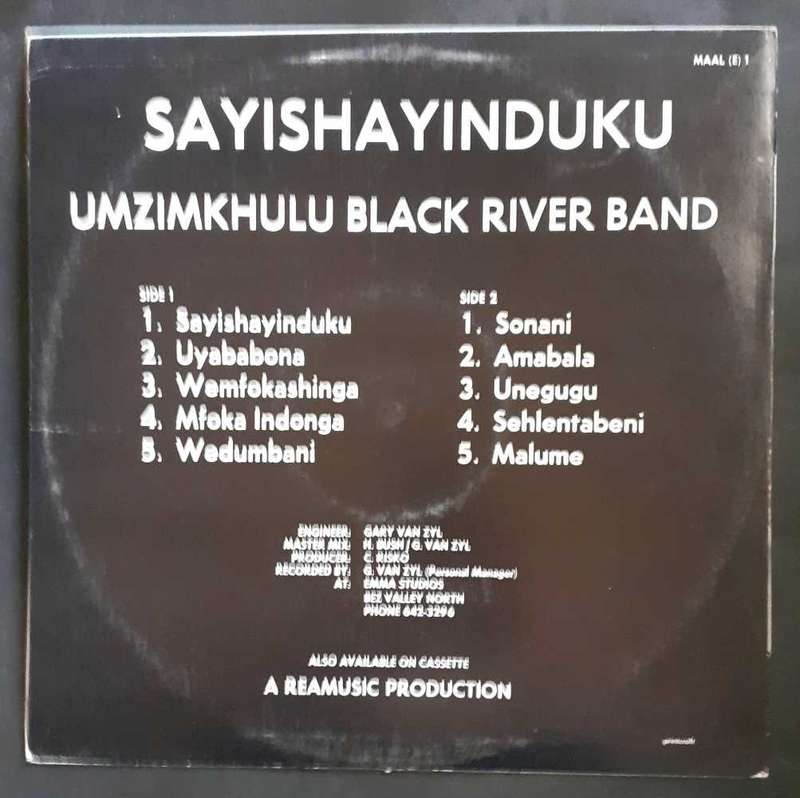 MAAL (E) 1
SAYISHAYINDUKU
UMZIMKHULU BLACK RIVER BAND
SIDE 1
1. Sayishayinduku
2. Uyababona
3. Wemfokashinga
4. Mfoka Indonga
5. Wedumbani
SIDE 2
1. Sonani
2. Amabala
3. Unegugu
4. Sehlentabeni
5. Malume
ENGINEER: GARY VAN ZYL
MASTER MIX: N. BUSH / G. VAN ZYL
PRODUCER: C. RISKO
RECORDED BY: G. VAN ZYL (Personal Manager)
AT: EMMA STUDIOS
BEZ VALLEY NORTH
PHONE 642-3296
ALSO AVAILABLE ON CASSETTE
A REAMUSIC PRODUCTION